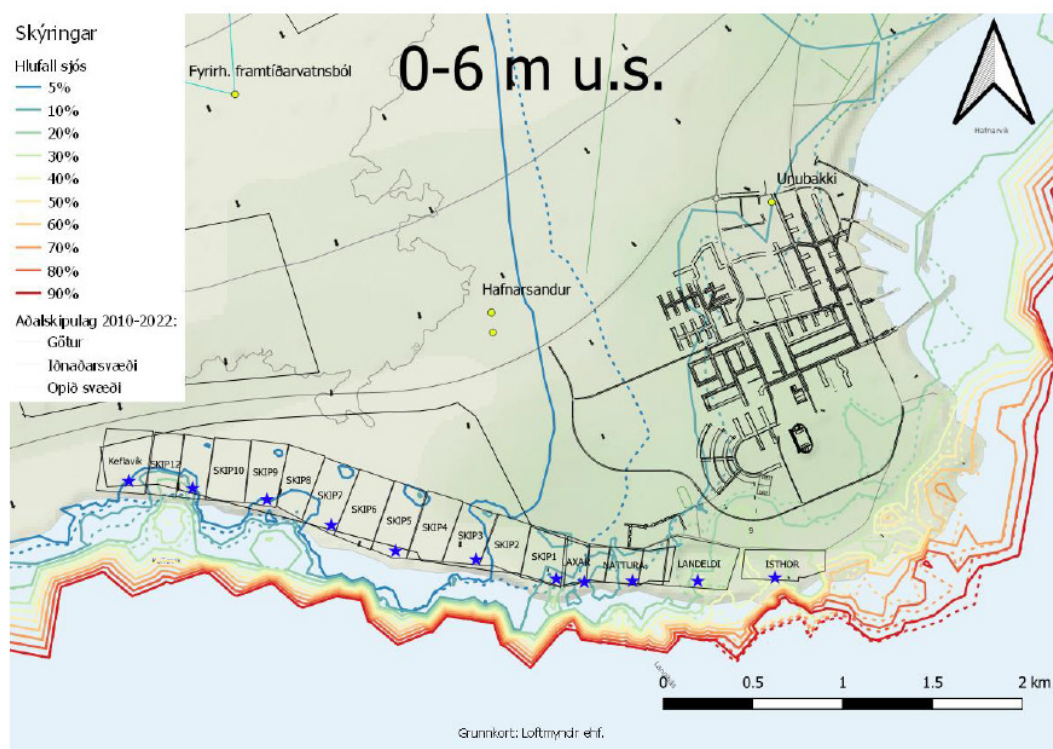 Skýringar
Hlufall sjós
5%
10%
20%
30%
40%
50%
60%
70%
80%
90%
Aðalskipulag 2010-2022:
Götur
Iðnaðarsvæði
Opið svæði
Fyrirh. framtíðarvatnsból
0-6 m u.s.
Hafnarvík
Unubakki
Hafnarsandur
Keflavík
SKIP12
SKIP10
SKIP9
SKIP8
SKIP7
SKIP6
SKIP5
SKIP4
SKIP3
SKIP2
SKIP1
LAXAR
NATTURA
LANDELDI
ISTHOR
9
0
0.5
1
1.5
2 km
Grunnkort: Loftmyndir ehf.